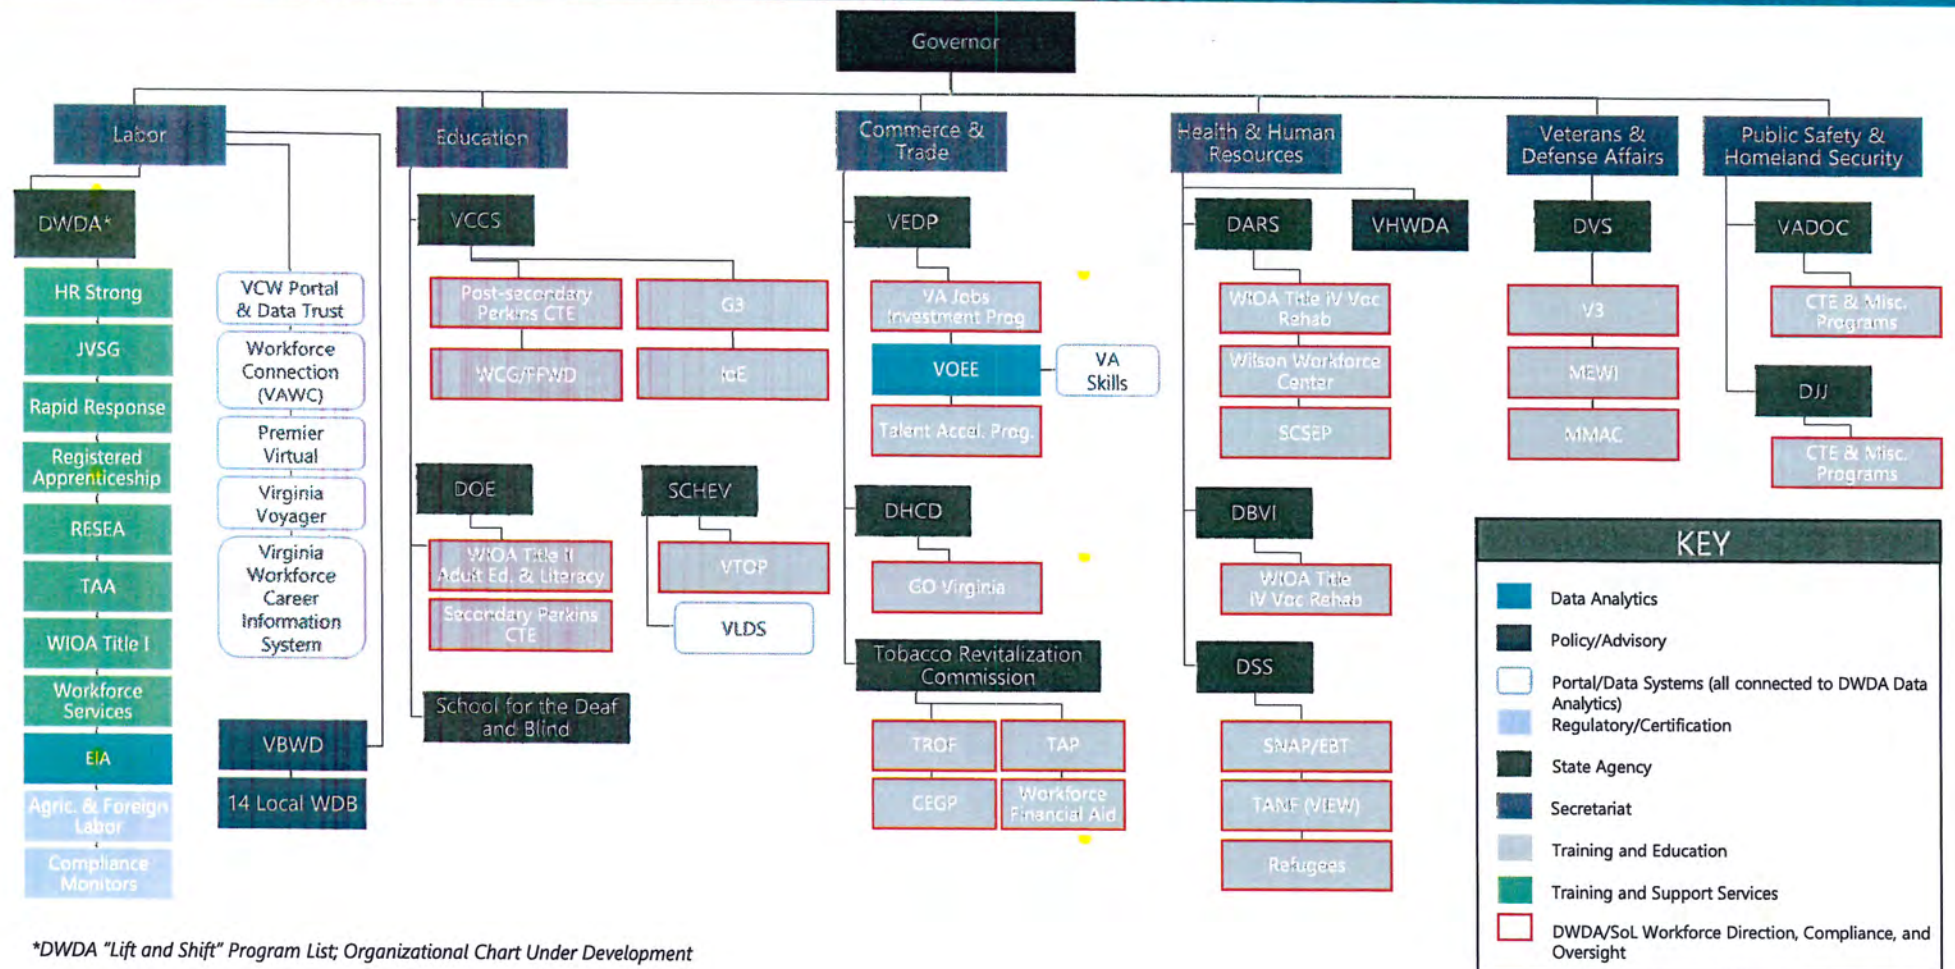 Governor
Labor
Education
Commerce &
Trade
Health & Human
Resources
Veterans &
Defense Affairs
Public Safety &
Homeland Security
DWDA*
HR Strong
JVSG
Rapid Response
Registered
Apprenticeship
RESEA
TAA
WIOA Title I
Workforce
Services
EIA
Agric. & Foreign
Labor
Compliance
Monitors
VCW Portal
& Data Trust
Workforce
Connection
(VAWC)
Premier
Virtual
Virginia
Voyager
Virginia
Workforce
Career
Information
System
VBWD
14 Local WDB
VCCS
Post-secondary
Perkins CTE
WCG/FFWD
G3
IoE
DOE
WIOA Title II
Adult Ed. & Literacy
Secondary Perkins
CTE
SCHEV
VTOP
VLDS
School for the Deaf
and Blind
VEDP
VA Jobs
Investment Prog
VOEE
VA
Skills
Talent Accel. Prog.
DHCD
GO Virginia
Tobacco Revitalization
Commission
TROF
TAP
CEGP
Workforce
Financial Aid
DARS
VHWDA
WIOA Title IV Voc
Rehab
Wilson Workforce
Center
SCSEP
DBVI
WIOA Title
IV Voc Rehab
DSS
SNAP/EBT
TANF (VIEW)
Refugees
DVS
V3
MEWI
MMAC
VADOC
CTE & Misc.
Programs
DJJ
CTE & Misc.
Programs
KEY
Data Analytics
Policy/Advisory
Portal/Data Systems (all connected to DWDA Data
Analytics)
Regulatory/Certification
State Agency
Secretariat
Training and Education
Training and Support Services
DWDA/SoL Workforce Direction, Compliance, and
Oversight
*DWDA "Lift and Shift" Program List; Organizational Chart Under Development